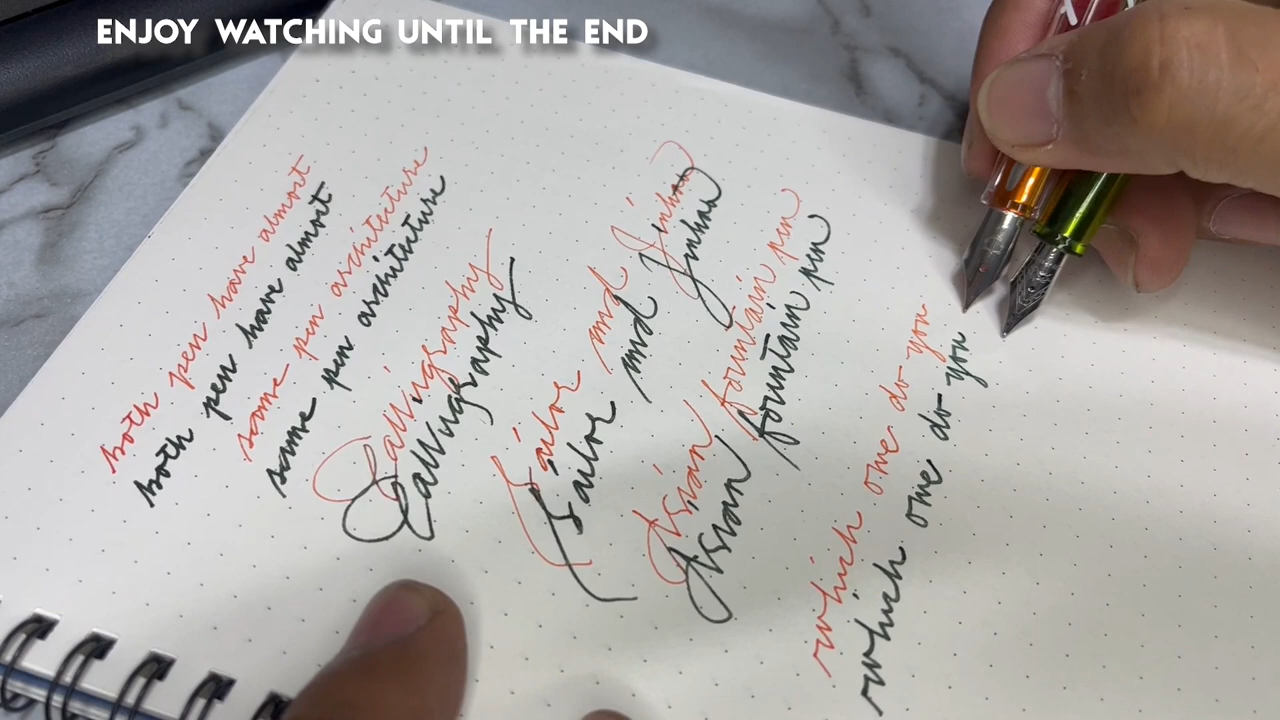 ENJOY WATCHING UNTIL THE END
both pen have almost
both pen have almost
same pen architecture
same pen architecture
Calligraphy
Calligraphy
Sailor and Jinhao
Sailor and Jinhao
Asian fountain pen
Asian fountain pen
which one do you
which one do you